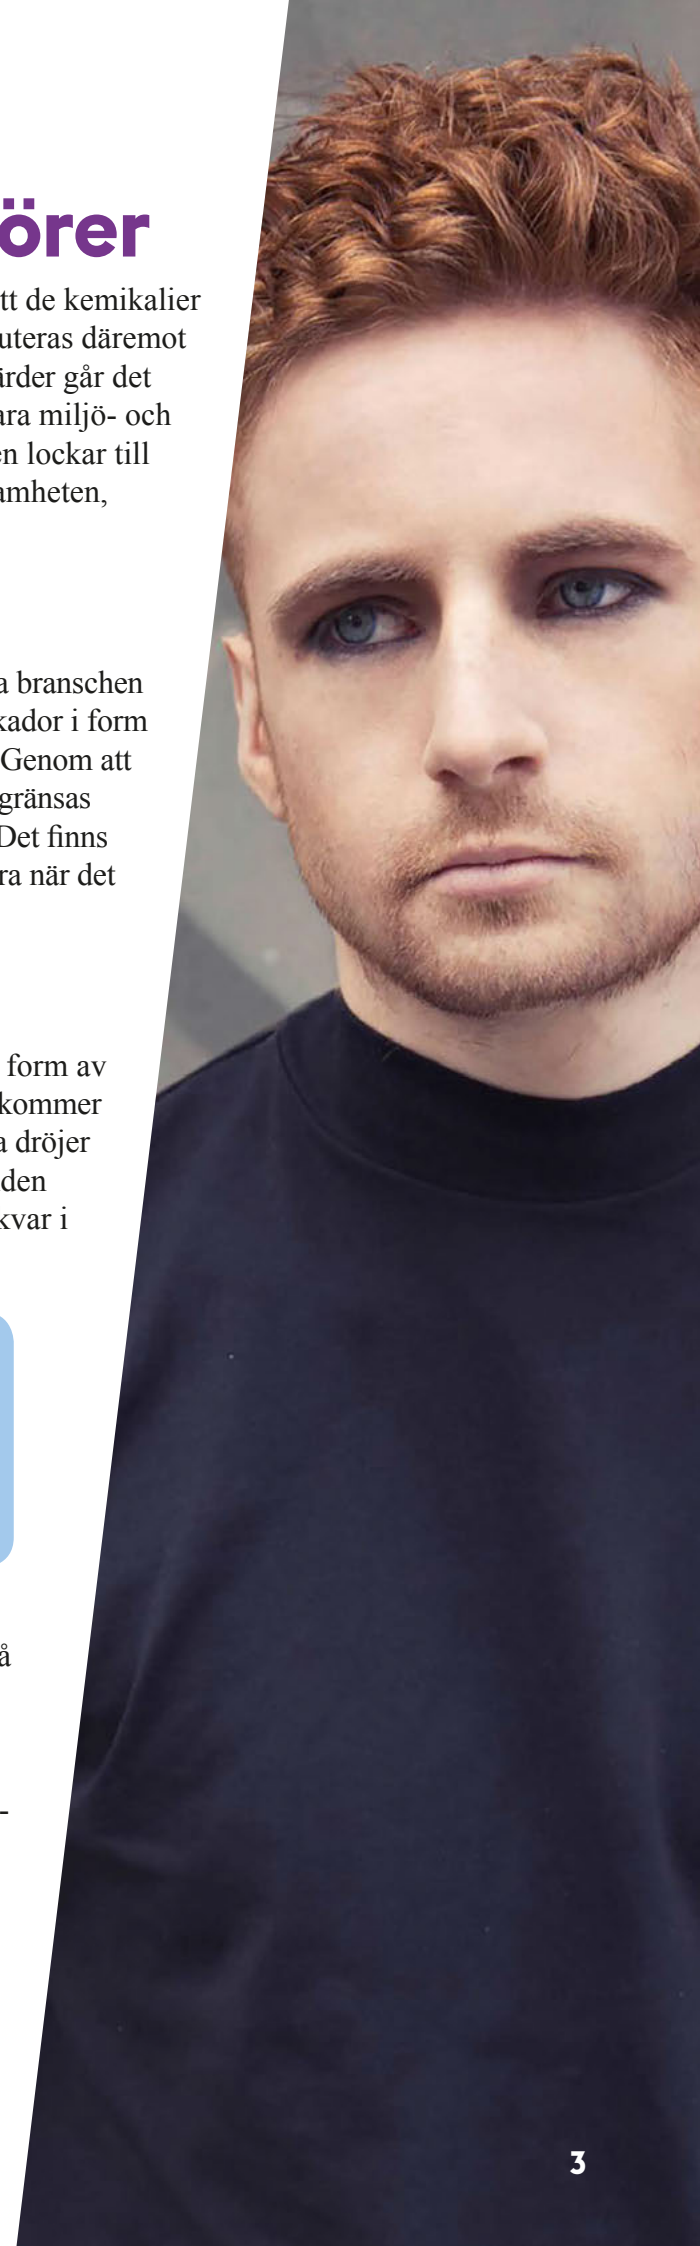 örer
tt de kemikalier
uteras däremot
ärder går det
ara miljö- och
en lockar till
amheten,
a branschen
kador i form
Genom att
gränsas
Det finns
ra när det
form av
kommer
a dröjer
den
kvar i
å
-
3